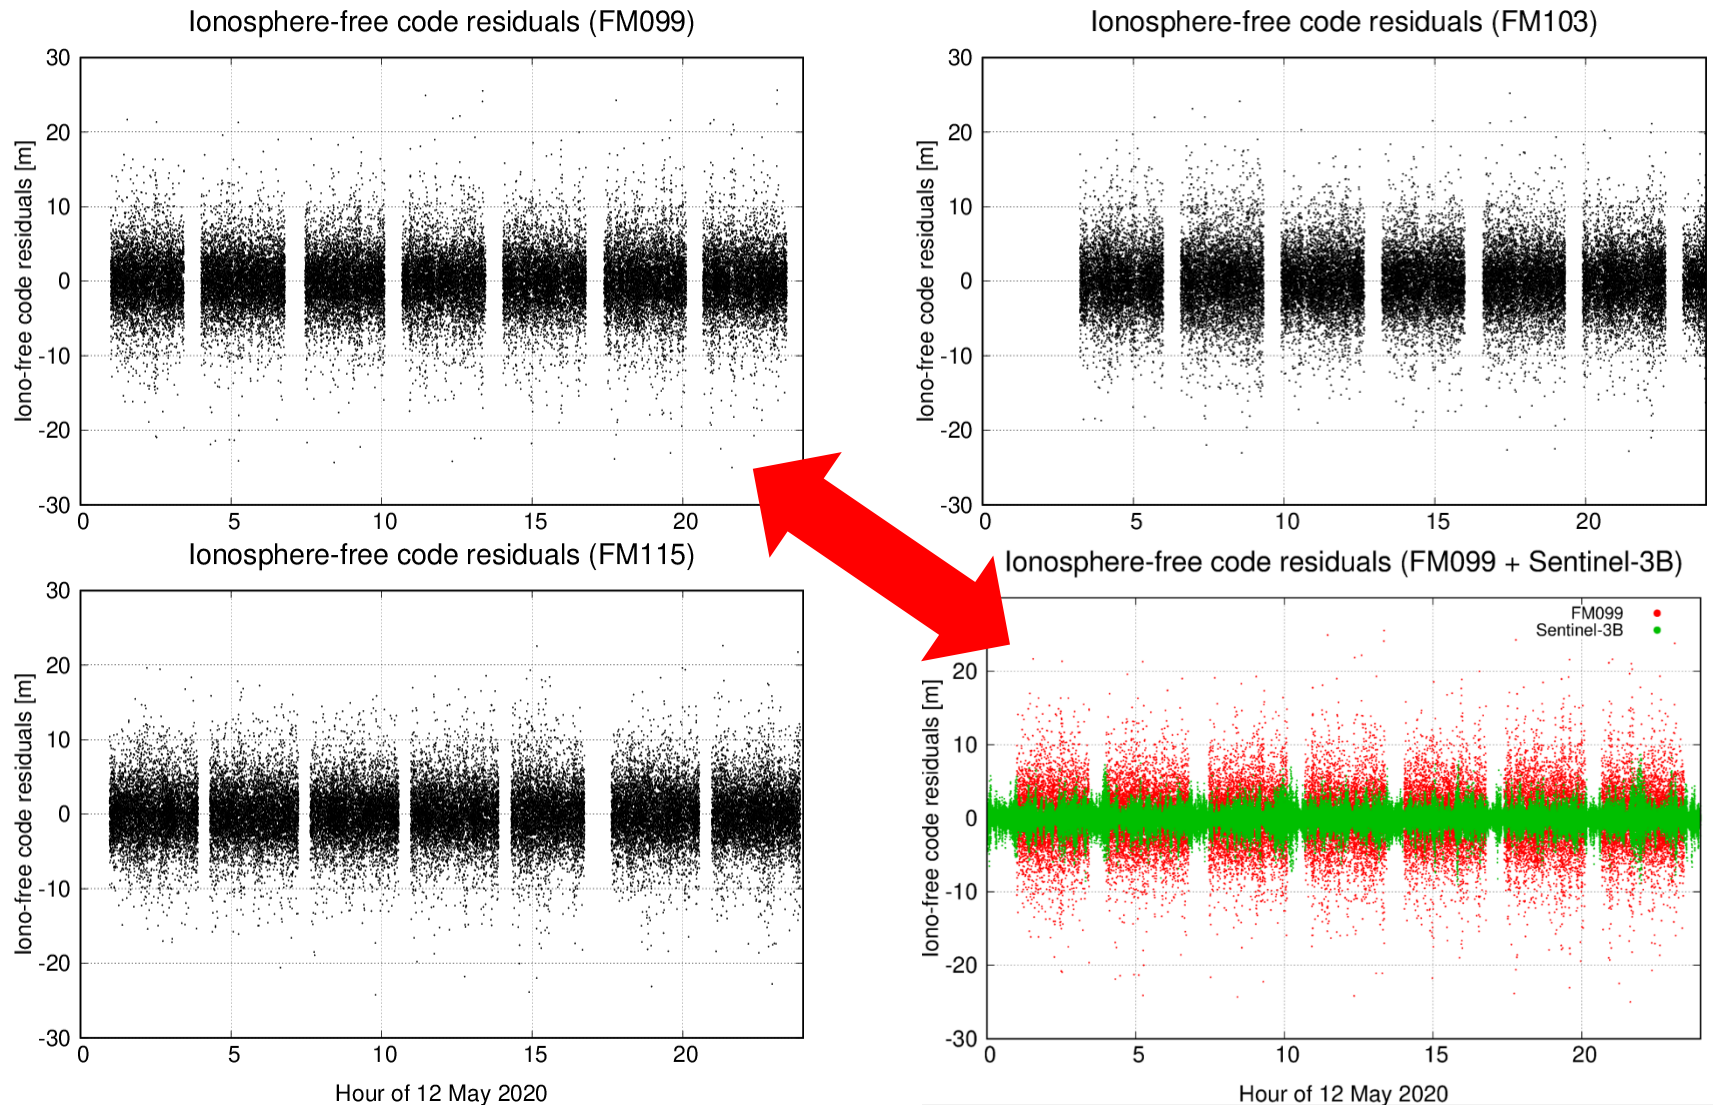 Ionosphere-free code residuals (FM099)
Iono-free code residuals [m]
30
20
10
0
-10
-20
-30
0 5 10 15 20
Ionosphere-free code residuals (FM103)
Iono-free code residuals [m]
30
20
10
0
-10
-20
-30
0 5 10 15 20
Ionosphere-free code residuals (FM115)
Iono-free code residuals [m]
30
20
10
0
-10
-20
-30
0 5 10 15 20
Hour of 12 May 2020
Ionosphere-free code residuals (FM099 + Sentinel-3B)
FM099
Sentinel-3B
Iono-free code residuals [m]
20
10
0
-10
-20
-30
0 5 10 15 20
Hour of 12 May 2020